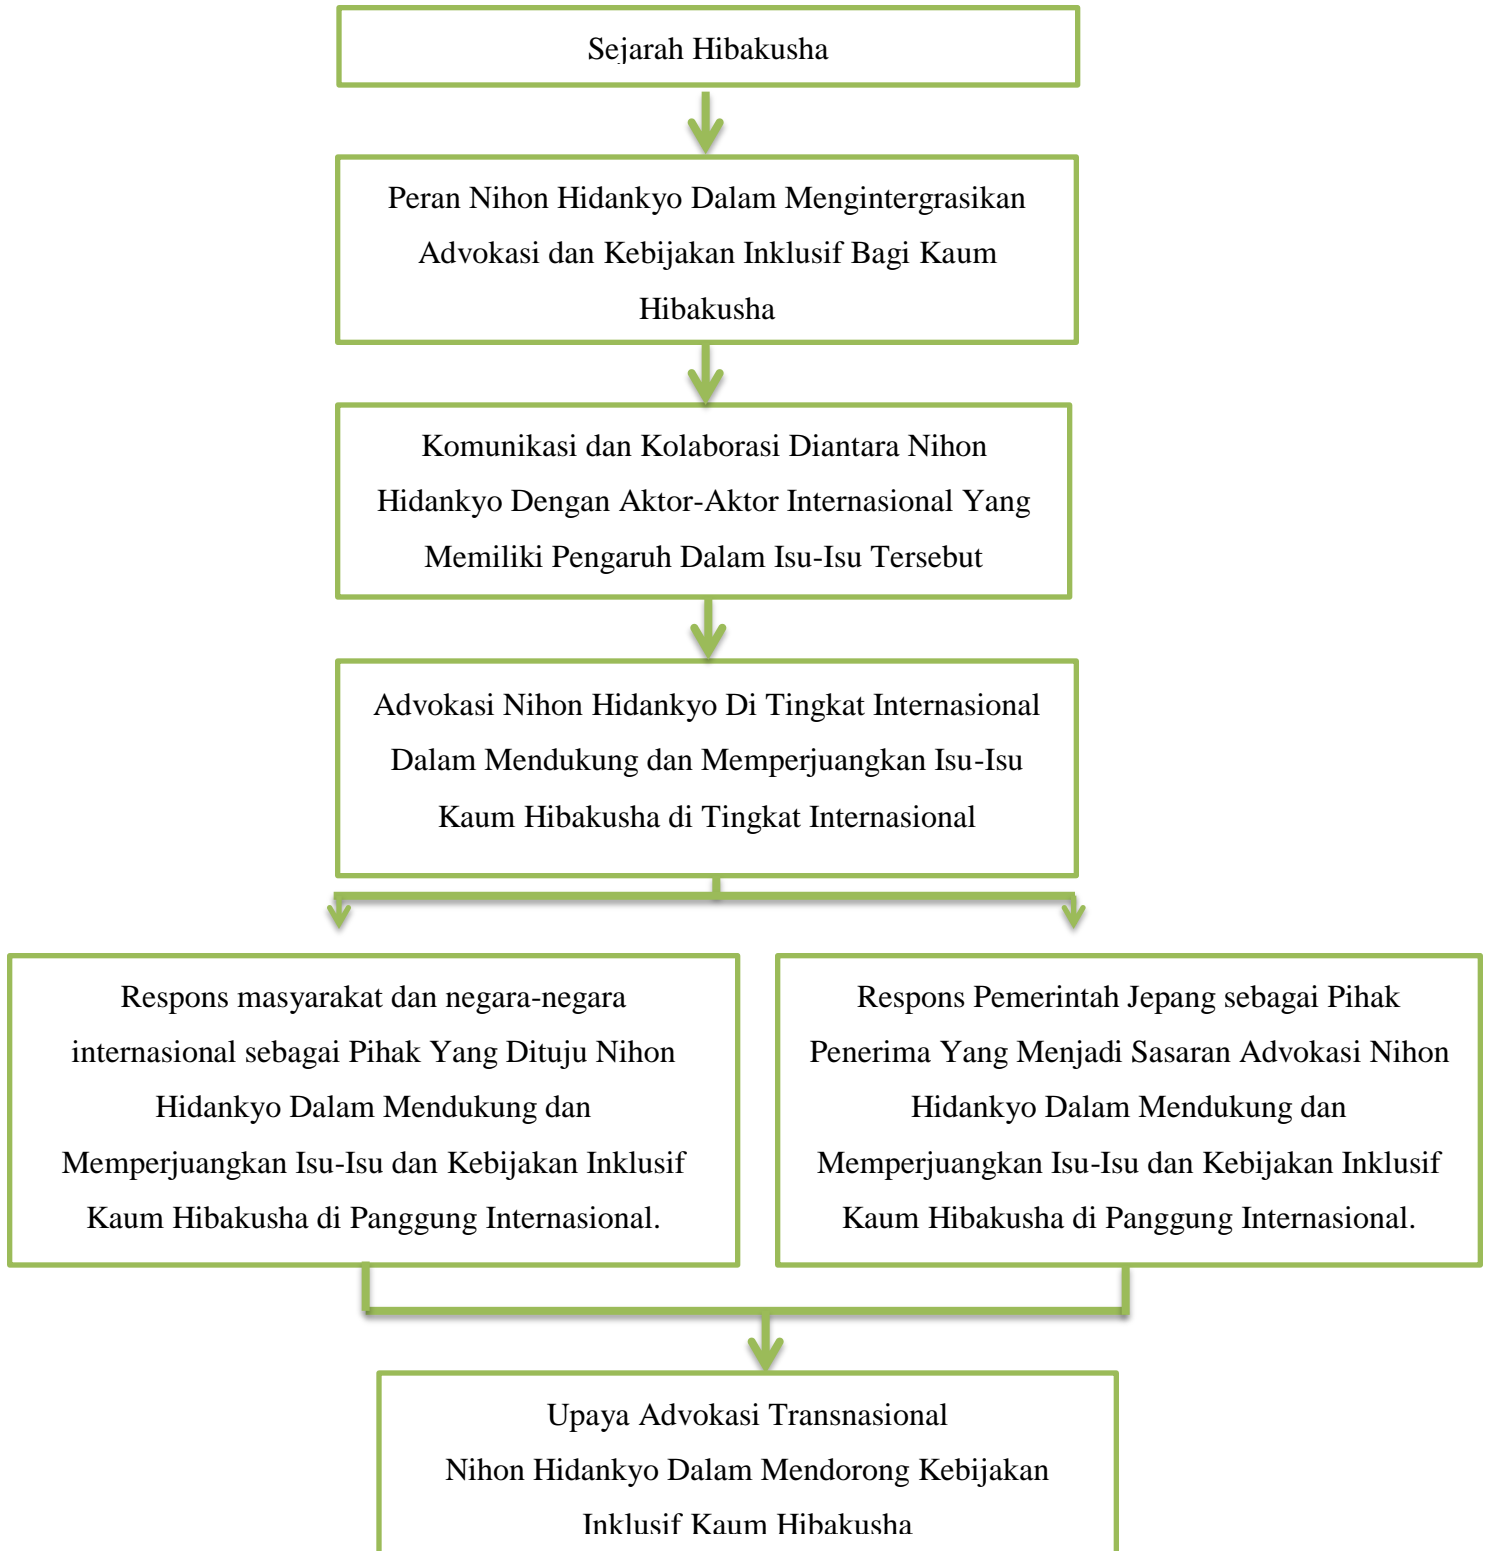 Sejarah Hibakusha
Peran Nihon Hidankyo Dalam Mengintergrasikan
Advokasi dan Kebijakan Inklusif Bagi Kaum
Hibakusha
Komunikasi dan Kolaborasi Diantara Nihon
Hidankyo Dengan Aktor-Aktor Internasional Yang
Memiliki Pengaruh Dalam Isu-Isu Tersebut
Advokasi Nihon Hidankyo Di Tingkat Internasional
Dalam Mendukung dan Memperjuangkan Isu-Isu
Kaum Hibakusha di Tingkat Internasional
Respons masyarakat dan negara-negara
internasional sebagai Pihak Yang Dituju Nihon
Hidankyo Dalam Mendukung dan
Memperjuangkan Isu-Isu dan Kebijakan Inklusif
Kaum Hibakusha di Panggung Internasional.
Respons Pemerintah Jepang sebagai Pihak
Penerima Yang Menjadi Sasaran Advokasi Nihon
Hidankyo Dalam Mendukung dan
Memperjuangkan Isu-Isu dan Kebijakan Inklusif
Kaum Hibakusha di Panggung Internasional.
Upaya Advokasi Transnasional
Nihon Hidankyo Dalam Mendorong Kebijakan
Inklusif Kaum Hibakusha